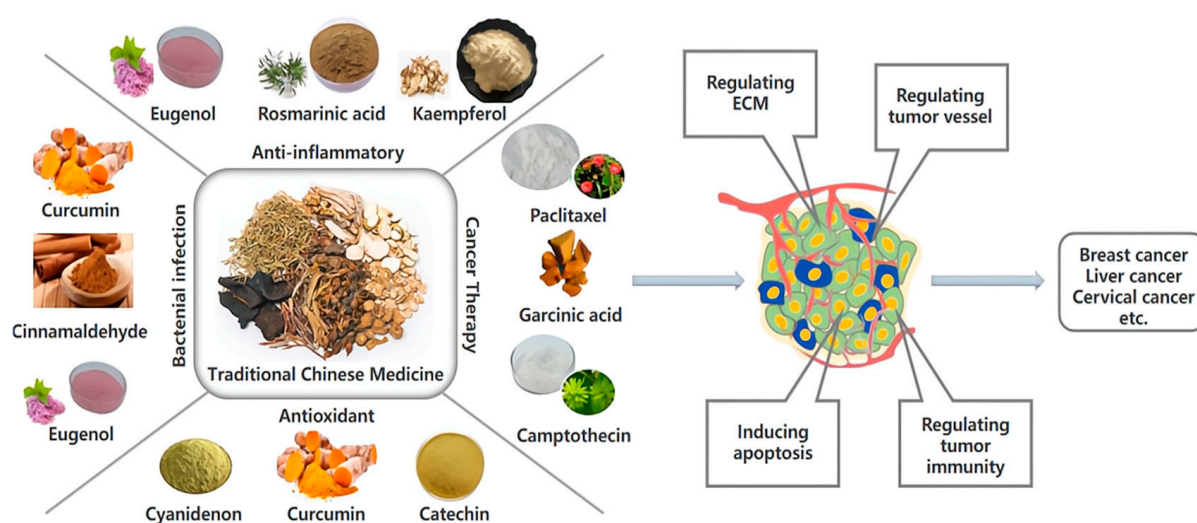 Eugenol
Rosmarinic acid
Kaempferol
Anti-inflammatory
Curcumin
Cinnamaldehyde
Eugenol
Bactenial infection
Traditional Chinese Medicine
Cancer Therapy
Paclitaxel
Garcinic acid
Camptothecin
Antioxidant
Cyanidenon
Curcumin
Catechin
Regulating
ECM
Regulating
tumor vessel
Inducing
apoptosis
Regulating
tumor
immunity
Breast cancer
Liver cancer
Cervical cancer
etc.